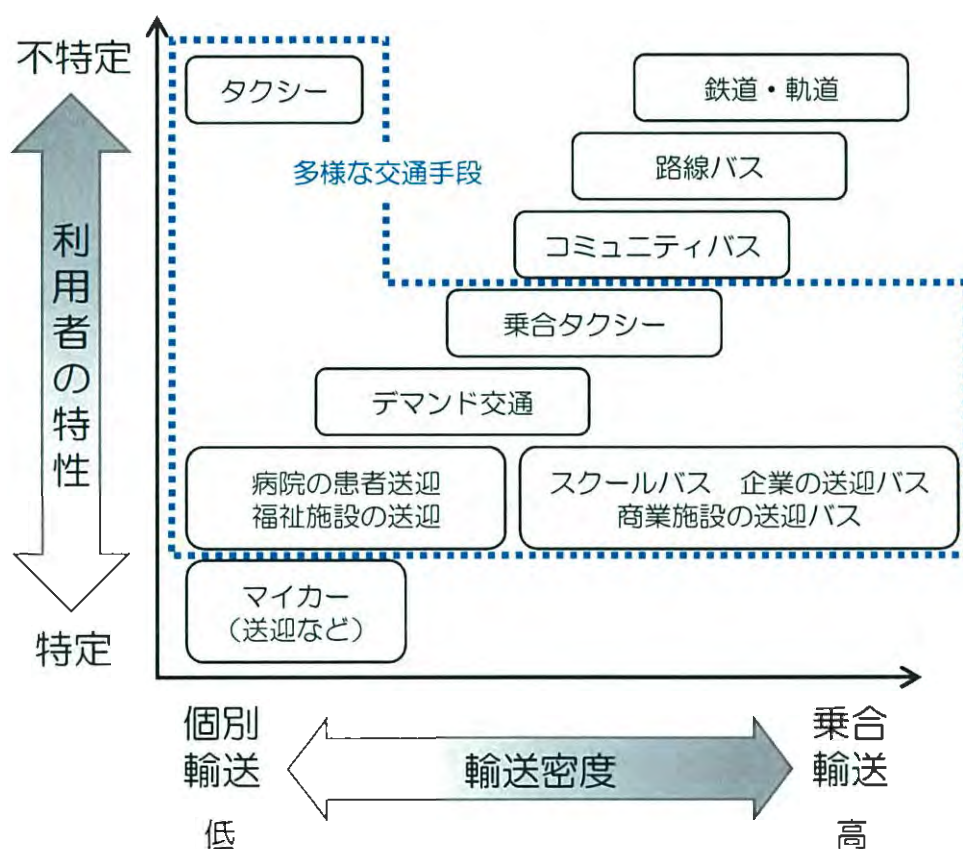 不特定
利用者の特性
特定
タクシー
鉄道・軌道
多様な交通手段
路線バス
コミュニティバス
乗合タクシー
デマンド交通
病院の患者送迎
福祉施設の送迎
スクールバス　企業の送迎バス
商業施設の送迎バス
マイカー
（送迎など）
個別
輸送
低
輸送密度
乗合
輸送
高